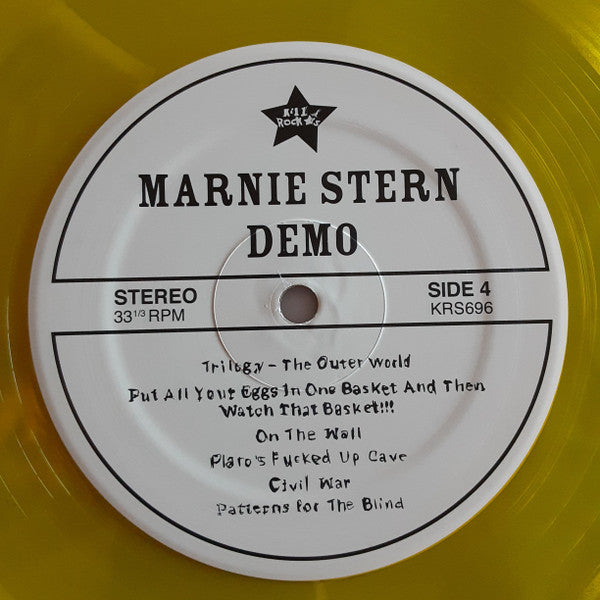 Kill
Rock★s
MARNIE STERN
DEMO
STEREO
33 1/3 RPM
SIDE 4
KRS696
Trilogy - The Outer World
Put All Your Eggs In One Basket And Then
Watch That Basket!!!
On The Wall
Plato's Fucked Up Cave
Civil War
Patterns for The Blind